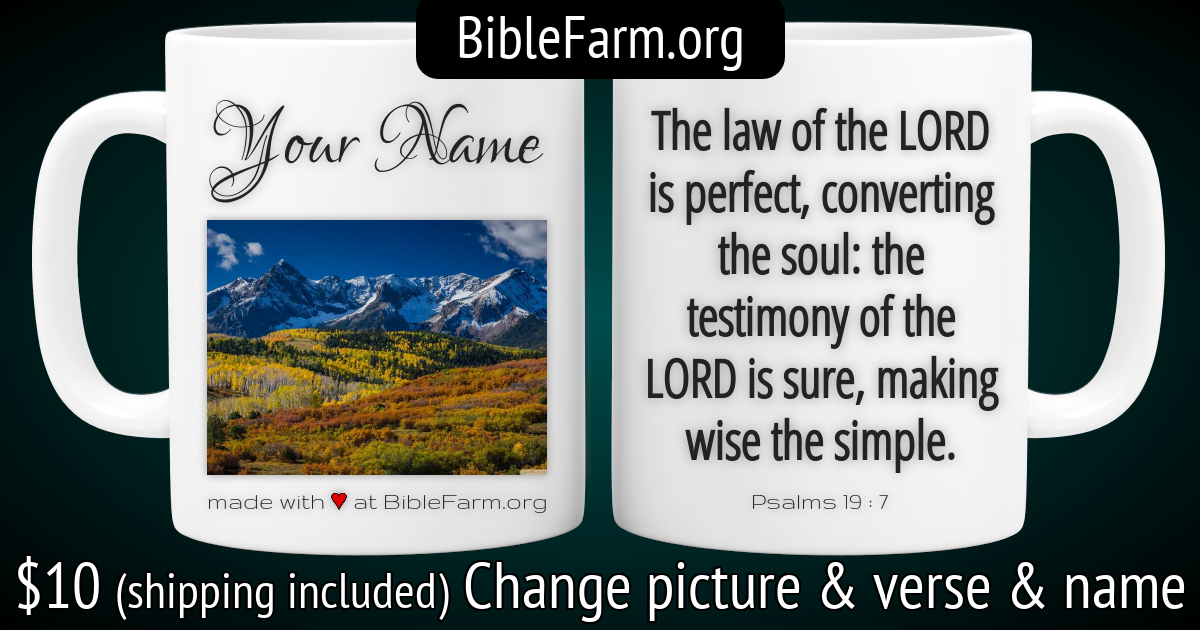 BibleFarm.org
Your Name
made with ♥ at BibleFarm.org
The law of the LORD
is perfect, converting
the soul: the
testimony of the
LORD is sure, making
wise the simple.
Psalms 19 : 7
$10 (shipping included) Change picture & verse & name